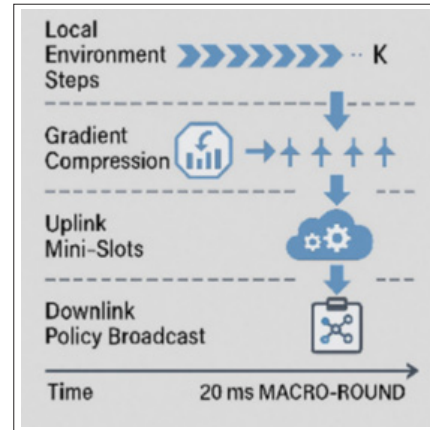 Local
Environment
Steps
K
Gradient
Compression
Uplink
Mini-Slots
Downlink
Policy Broadcast
Time
20 ms MACRO-ROUND